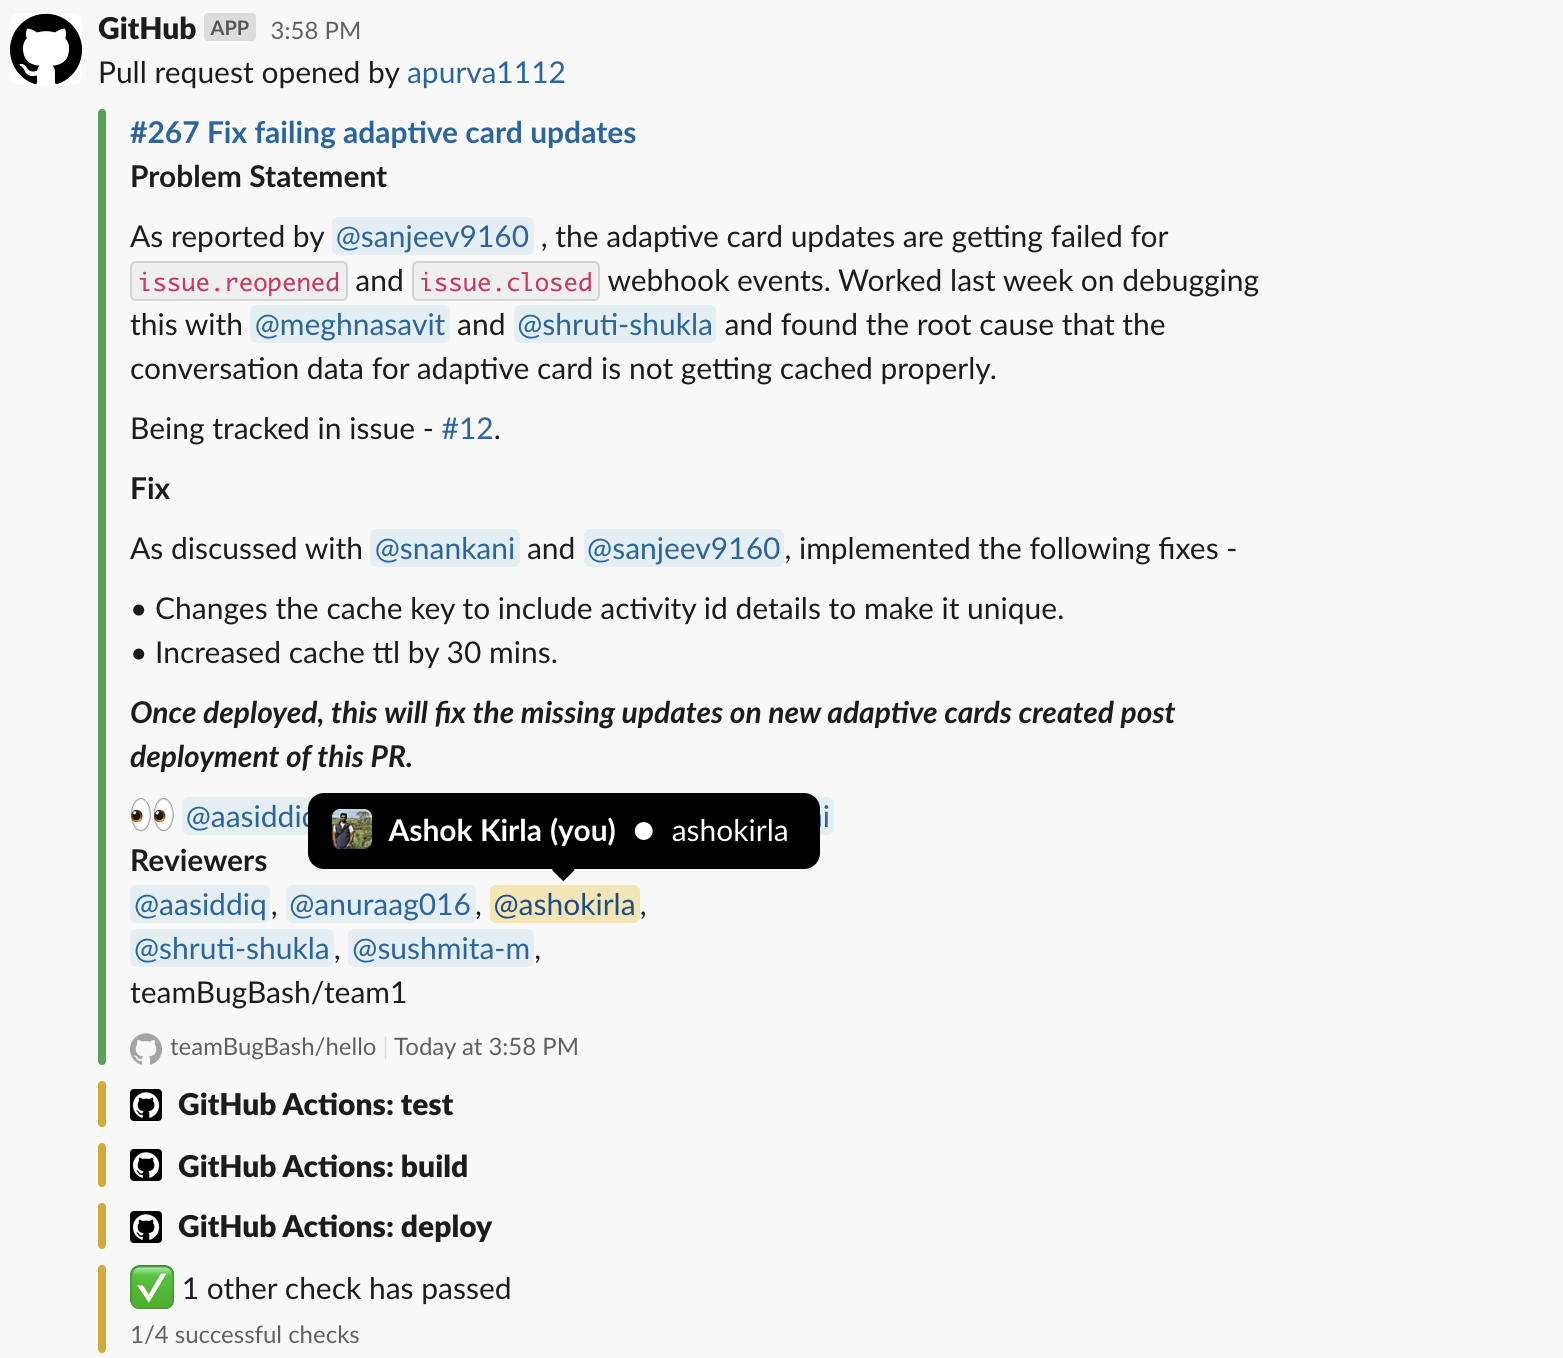 GitHub APP 3:58 PM
Pull request opened by apurva1112
#267 Fix failing adaptive card updates
Problem Statement
As reported by @sanjeev9160 , the adaptive card updates are getting failed for
issue.reopened and issue.closed webhook events. Worked last week on debugging
this with @meghnasavit and @shruti-shukla and found the root cause that the
conversation data for adaptive card is not getting cached properly.
Being tracked in issue - #12.
Fix
As discussed with @snankani and @sanjeev9160, implemented the following fixes -
• Changes the cache key to include activity id details to make it unique.
• Increased cache ttl by 30 mins.
Once deployed, this will fix the missing updates on new adaptive cards created post
deployment of this PR.
👀
Ashok Kirla (you) ● ashokirla
Reviewers
@aasiddiq, @anuraag016, @ashokirla,
@shruti-shukla, @sushmita-m,
teamBugBash/team1
teamBugBash/hello | Today at 3:58 PM
GitHub Actions: test
GitHub Actions: build
GitHub Actions: deploy
✅ 1 other check has passed
1/4 successful checks